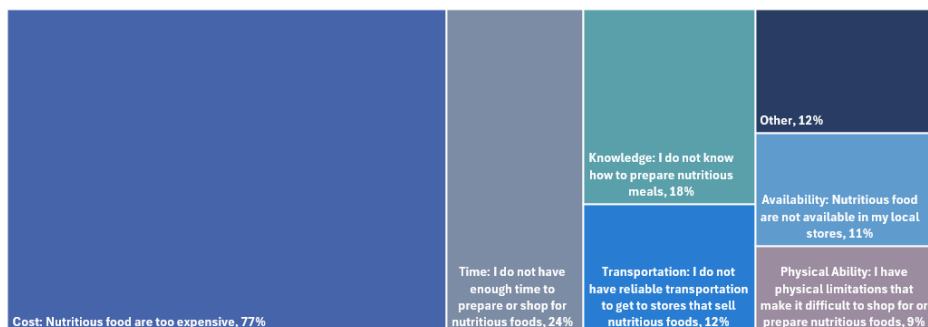 Cost: Nutritious food are too expensive, 77%
Time: I do not have
enough time to
prepare or shop for
nutritious foods, 24%
Knowledge: I do not know
how to prepare nutritious
meals, 18%
Transportation: I do not
have reliable transportation
to get to stores that sell
nutritious foods, 12%
Other, 12%
Availability: Nutritious food
are not available in my local
stores, 11%
Physical Ability: I have
physical limitations that
make it difficult to shop for or
prepare nutritious foods, 9%